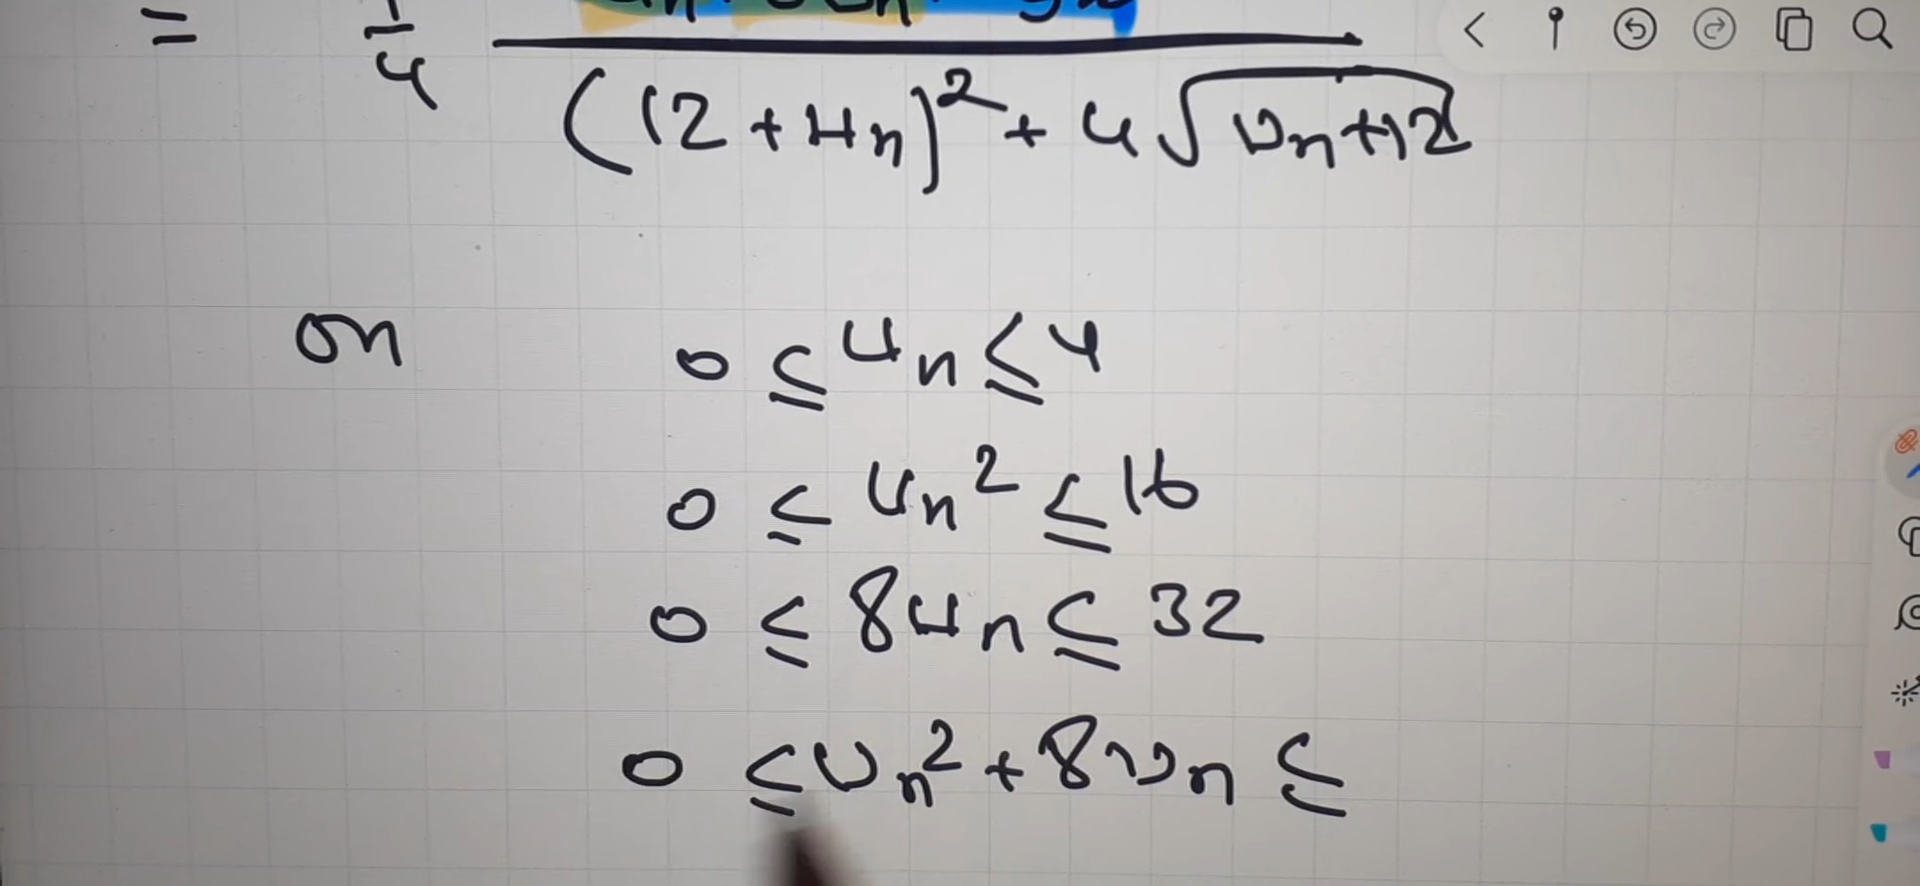 = 1/4
(12+Un)² + 4√Un+12
on 0 ≤ Un ≤ 4
0 ≤ Un² ≤ 16
0 ≤ 8Un ≤ 32
0 ≤ Un² + 8Un ≤